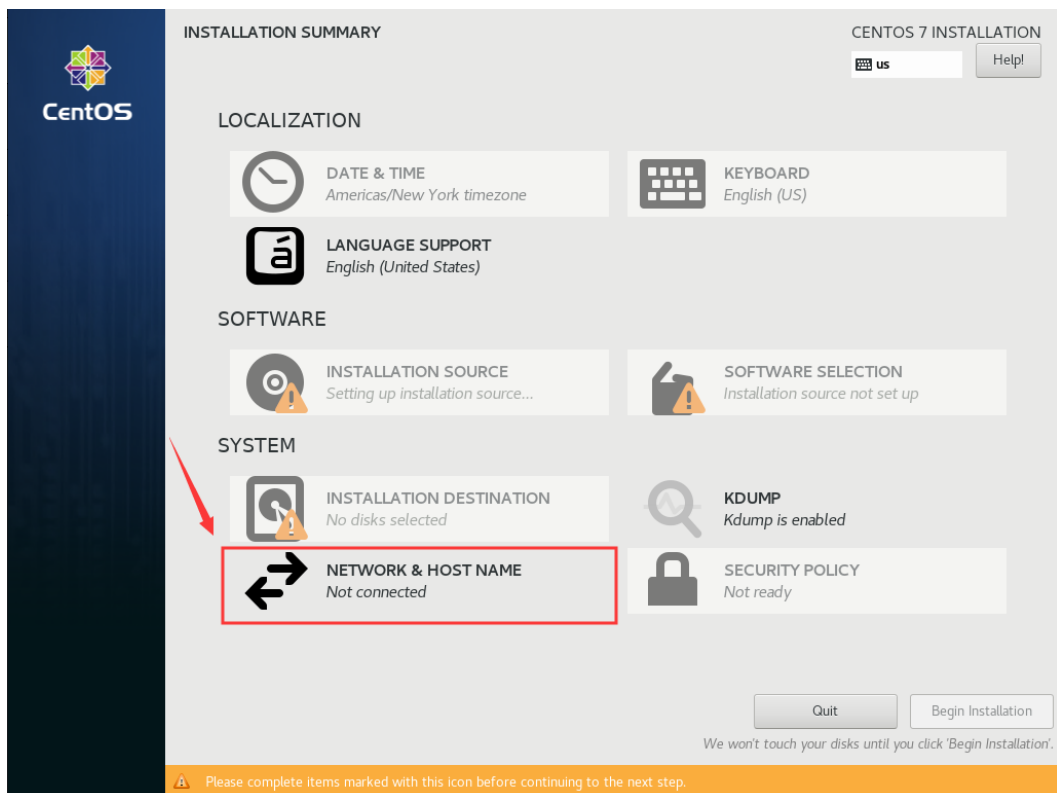 INSTALLATION SUMMARY
CENTOS 7 INSTALLATION
us
Help!
CentOS
LOCALIZATION
DATE & TIME
Americas/New York timezone
KEYBOARD
English (US)
á
LANGUAGE SUPPORT
English (United States)
SOFTWARE
INSTALLATION SOURCE
Setting up installation source...
SOFTWARE SELECTION
Installation source not set up
SYSTEM
INSTALLATION DESTINATION
No disks selected
KDUMP
Kdump is enabled
NETWORK & HOST NAME
Not connected
SECURITY POLICY
Not ready
Quit
Begin Installation
We won't touch your disks until you click 'Begin Installation'.
Please complete items marked with this icon before continuing to the next step.